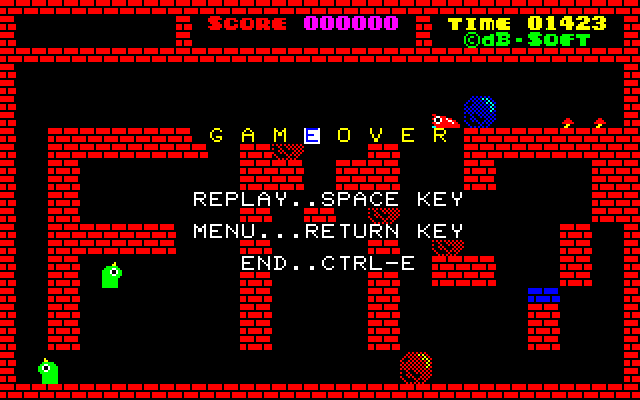 SCORE 000000 TIME 01423
©dB-SOFT
GAME OVER
REPLAY..SPACE KEY
MENU...RETURN KEY
END..CTRL-E